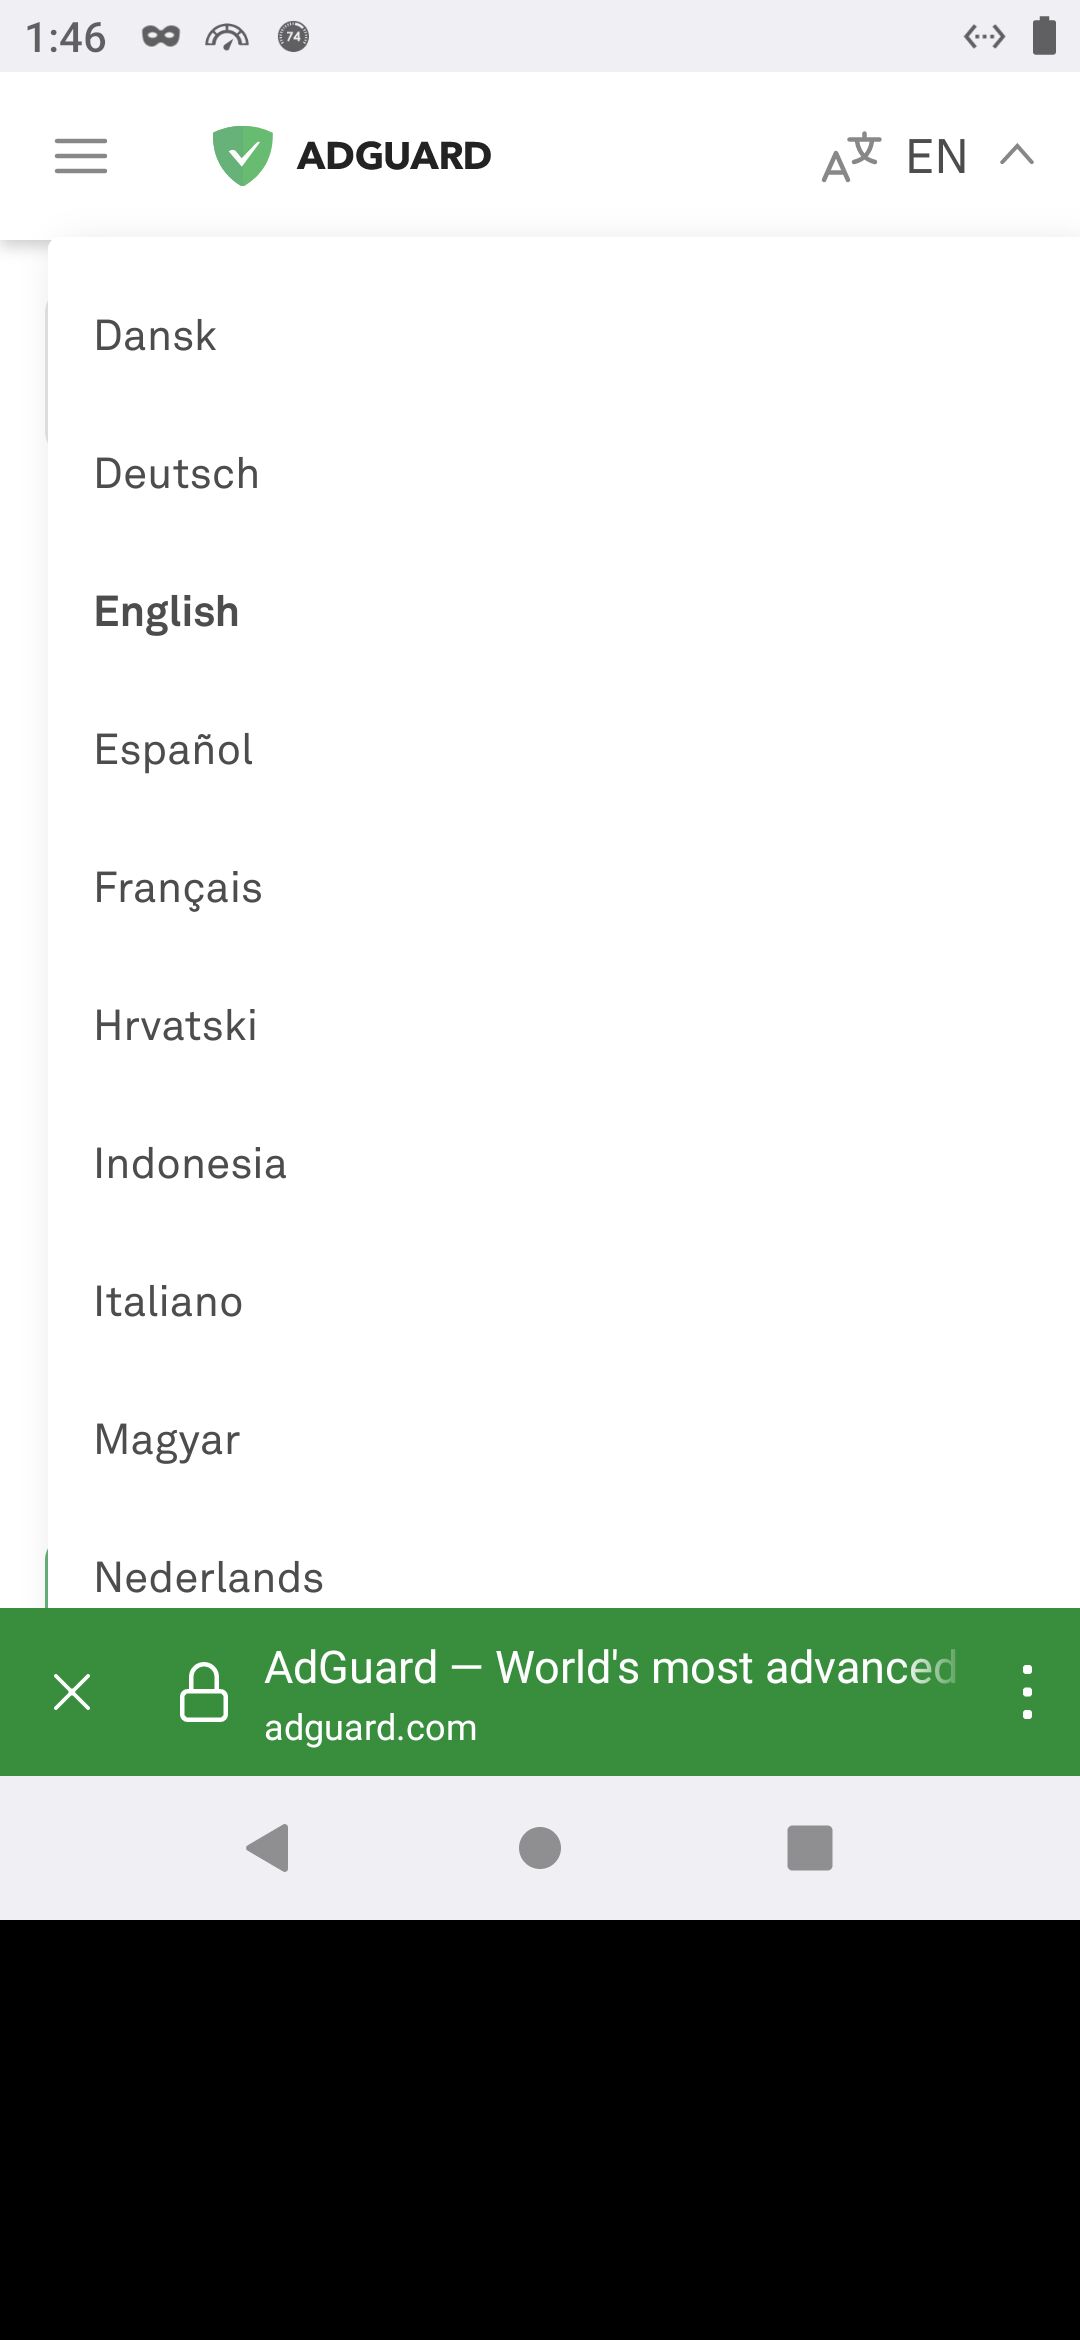 1:46
74
ADGUARD
EN
Dansk
Deutsch
English
Español
Français
Hrvatski
Indonesia
Italiano
Magyar
Nederlands
AdGuard — World's most advanced
adguard.com